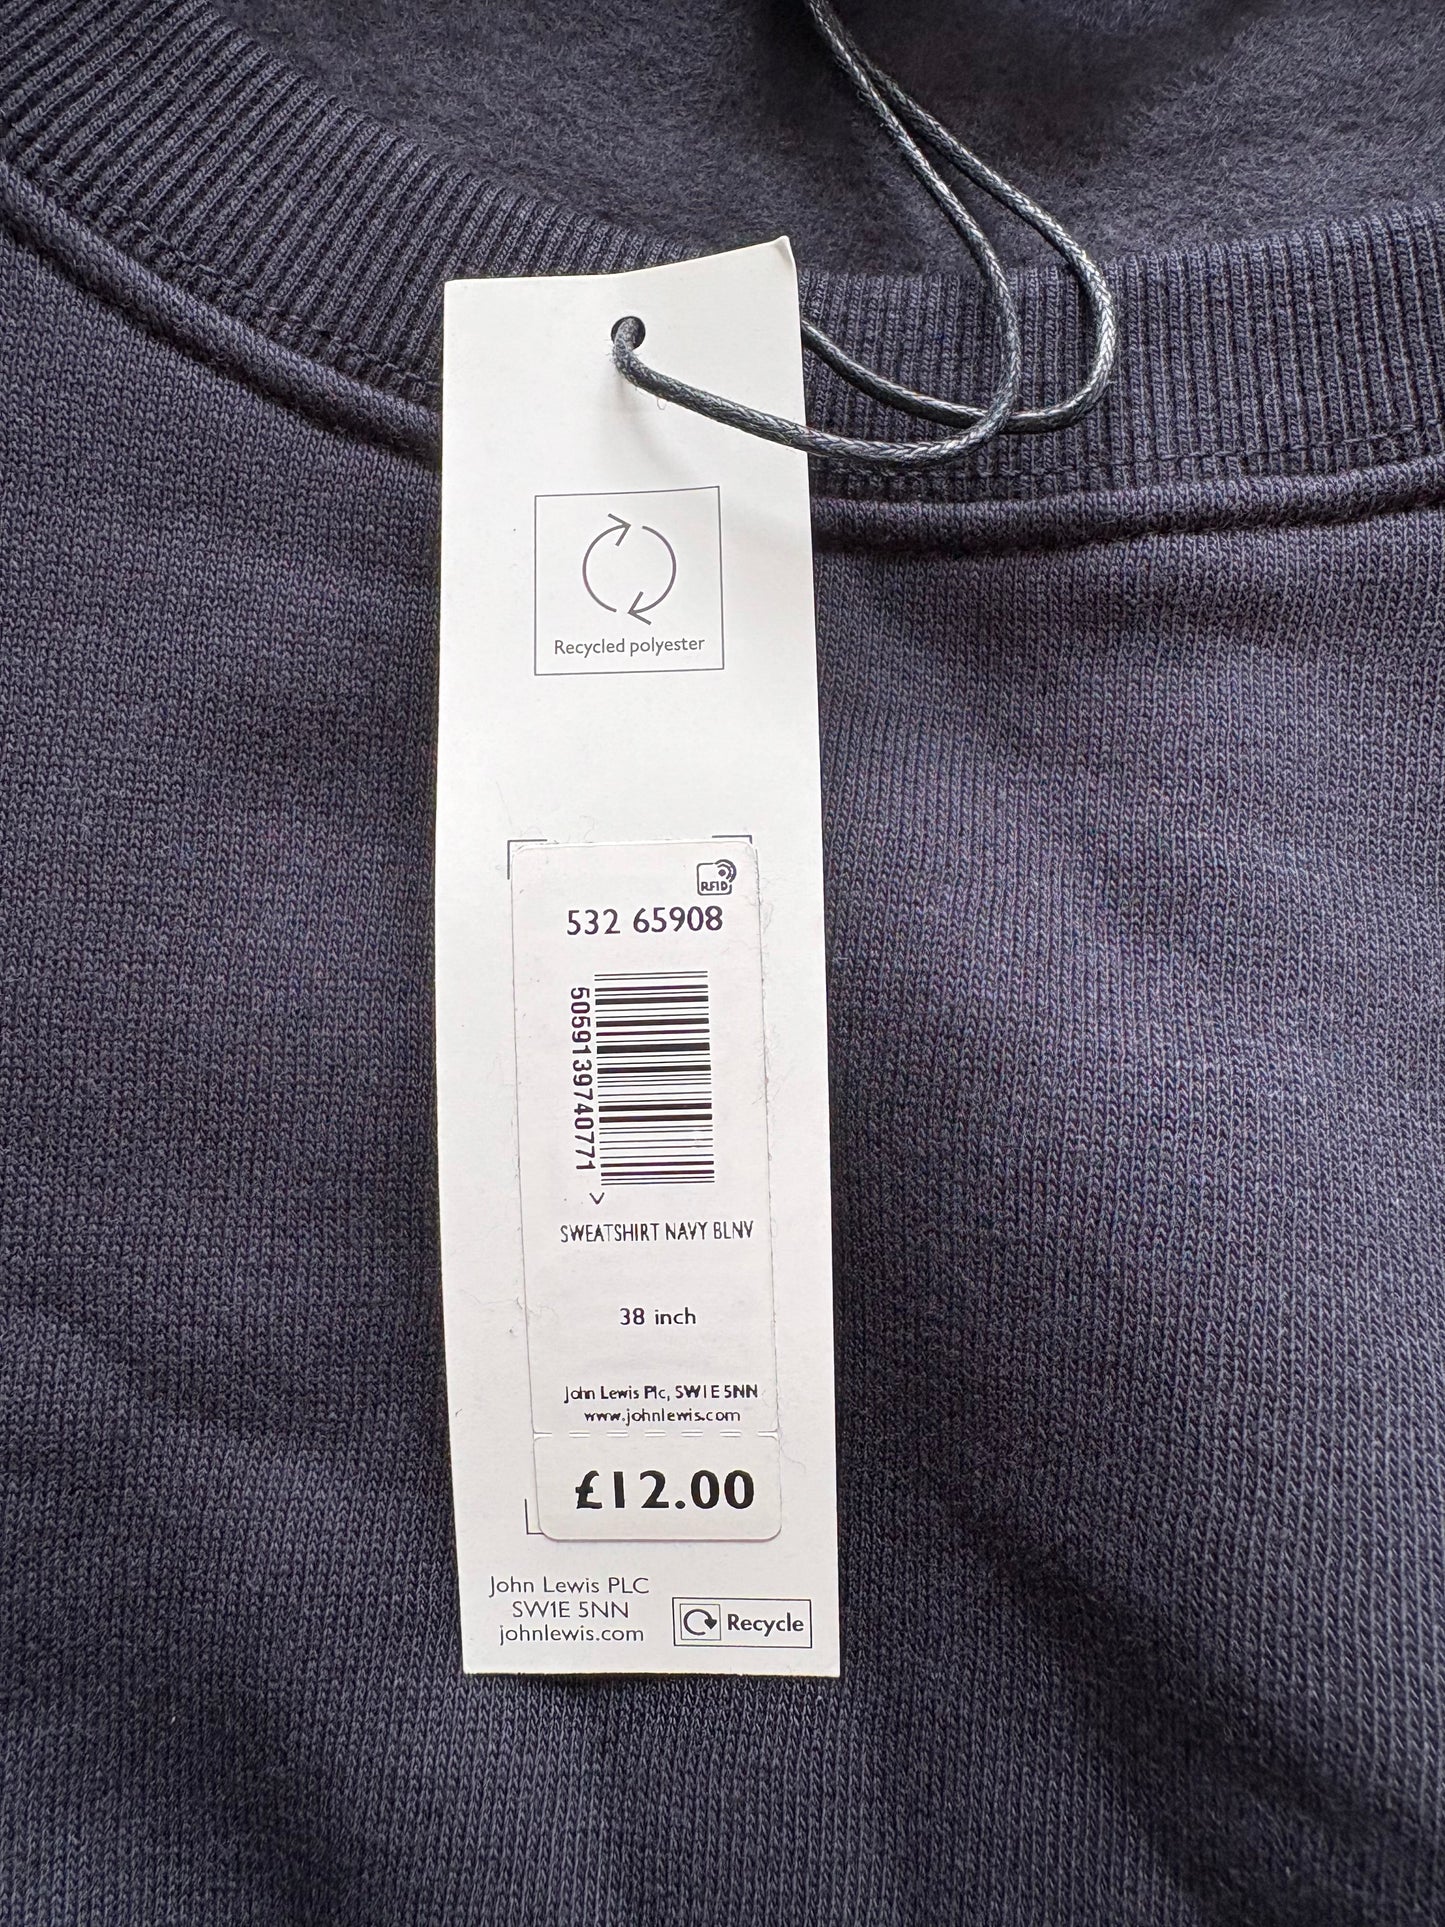 Recycled polyester
RFID
532 65908
5059139740771 >
SWEATSHIRT NAVY BLNV
38 inch
John Lewis Plc, SW1E 5NN
www.johnlewis.com
£12.00
John Lewis PLC
SW1E 5NN
johnlewis.com
Recycle